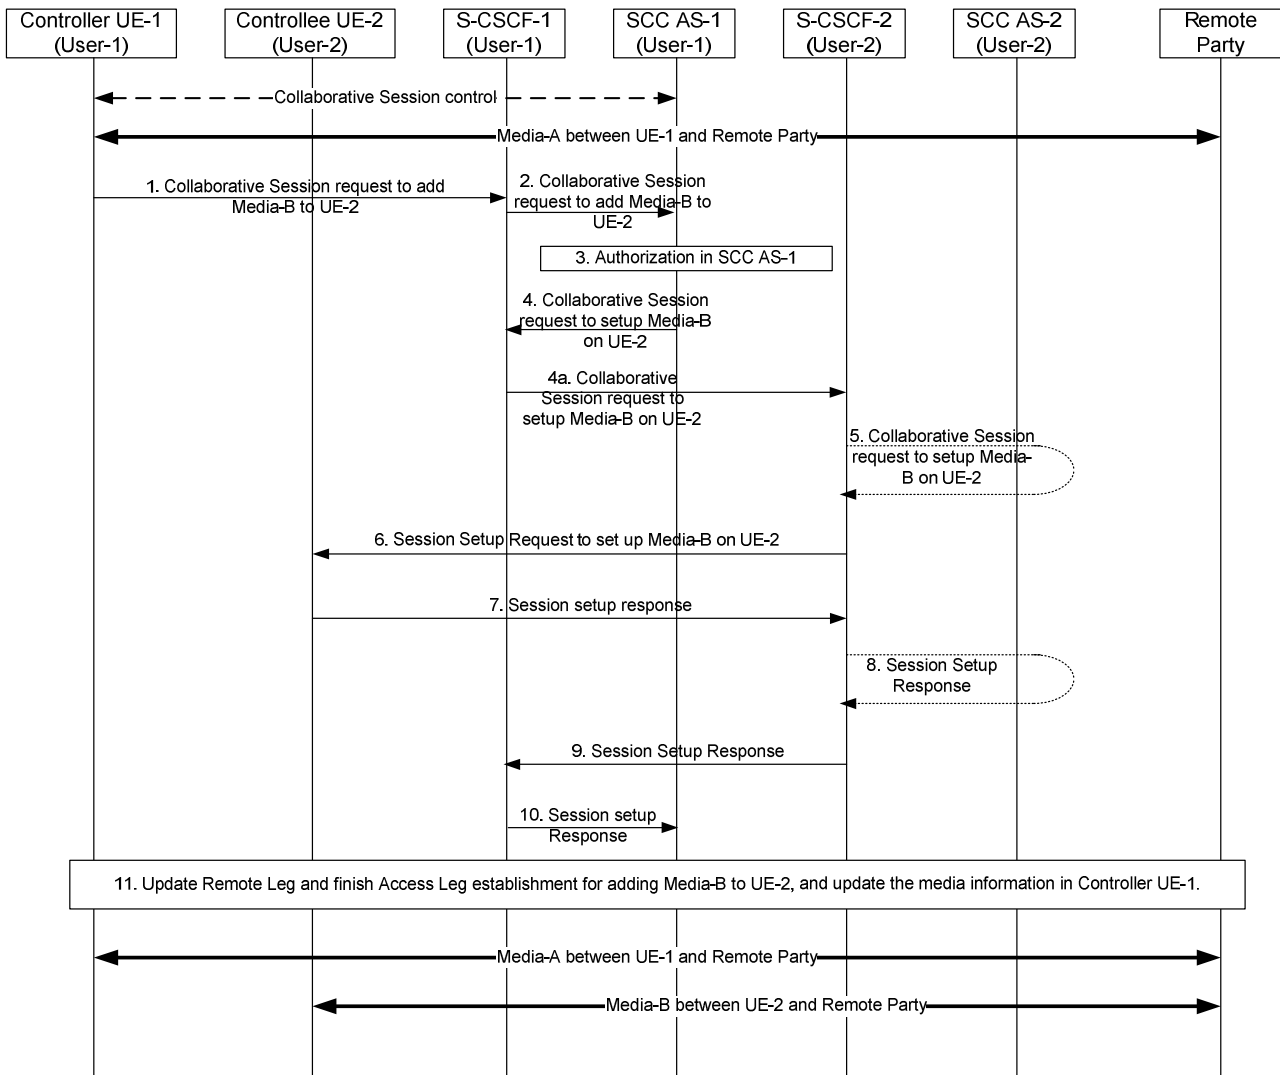 Controller UE-1
(User-1)
Controllee UE-2
(User-2)
S-CSCF-1
(User-1)
SCC AS-1
(User-1)
S-CSCF-2
(User-2)
SCC AS-2
(User-2)
Remote
Party
Collaborative Session control
Media-A between UE-1 and Remote Party
1. Collaborative Session request to add
Media-B to UE-2
2. Collaborative Session
request to add Media-B to
UE-2
3. Authorization in SCC AS-1
4. Collaborative Session
request to setup Media-B
on UE-2
4a. Collaborative
Session request to
setup Media-B on UE-2
5. Collaborative Session
request to setup Media-
B on UE-2
6. Session Setup Request to set up Media-B on UE-2
7. Session setup response
8. Session Setup
Response
9. Session Setup Response
10. Session setup
Response
11. Update Remote Leg and finish Access Leg establishment for adding Media-B to UE-2, and update the media information in Controller UE-1.
Media-A between UE-1 and Remote Party
Media-B between UE-2 and Remote Party